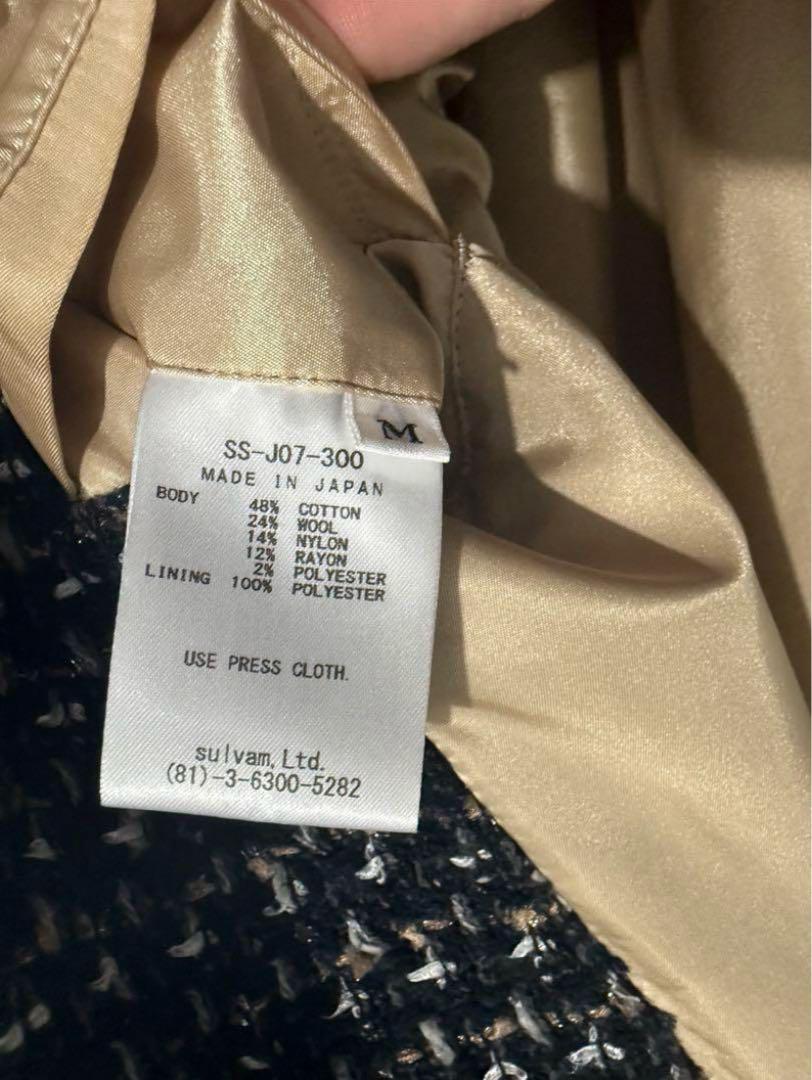 M
SS-J07-300
MADE IN JAPAN
BODY 48% COTTON
24% WOOL
14% NYLON
12% RAYON
2% POLYESTER
LINING 100% POLYESTER
USE PRESS CLOTH.
sulvam, Ltd.
(81)-3-6300-5282